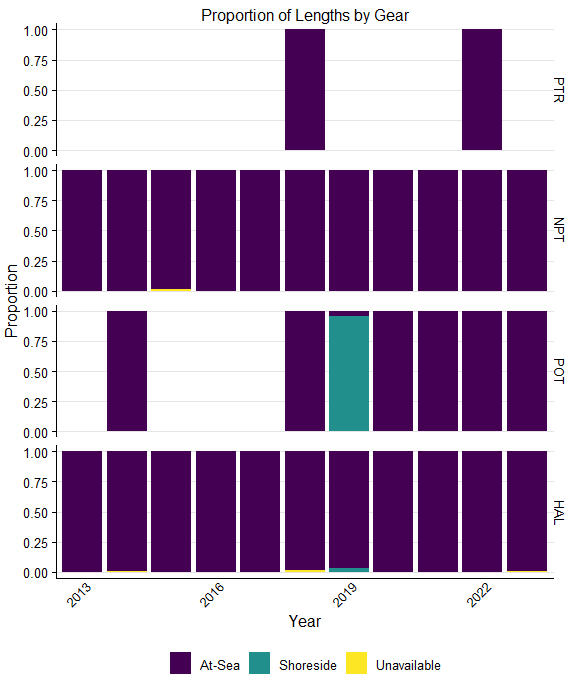 Proportion of Lengths by Gear
1.00
0.75
0.50
0.25
0.00
PTR
1.00
0.75
0.50
0.25
0.00
NPT
Proportion
1.00
0.75
0.50
0.25
0.00
POT
1.00
0.75
0.50
0.25
0.00
HAL
2013 2016 2019 2022
Year
At-Sea Shoreside Unavailable